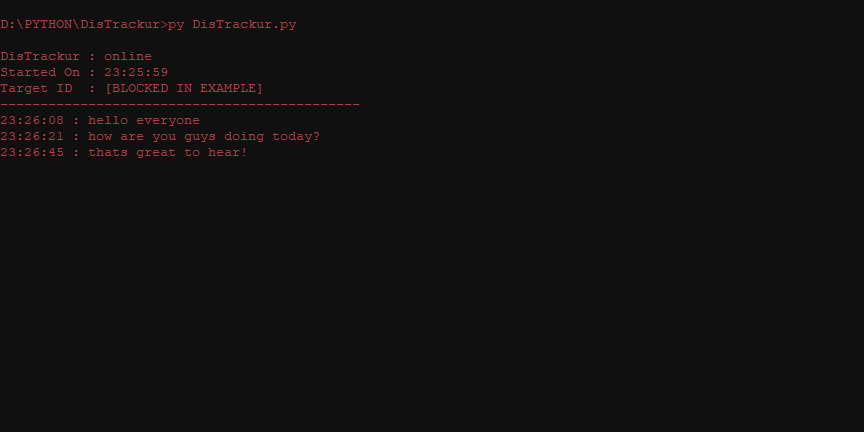 D:\PYTHON\DisTrackur>py DisTrackur.py
DisTrackur : online
Started On : 23:25:59
Target ID  : [BLOCKED IN EXAMPLE]
---------------------------------------------
23:26:08 : hello everyone
23:26:21 : how are you guys doing today?
23:26:45 : thats great to hear!